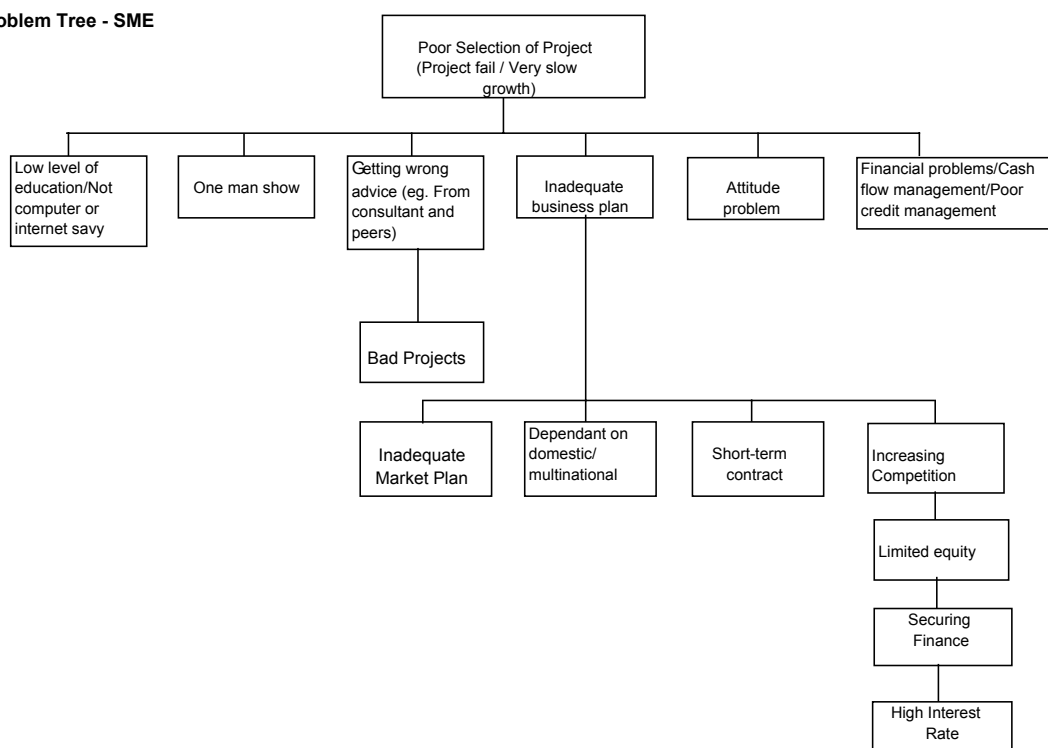 oblem Tree - SME
Poor Selection of Project
(Project fail / Very slow
growth)
Low level of
education/Not
computer or
internet savy
One man show
Getting wrong
advice (eg. From
consultant and
peers)
Inadequate
business plan
Attitude
problem
Financial problems/Cash
flow management/Poor
credit management
Bad Projects
Inadequate
Market Plan
Dependant on
domestic/
multinational
Short-term
contract
Increasing
Competition
Limited equity
Securing
Finance
High Interest
Rate